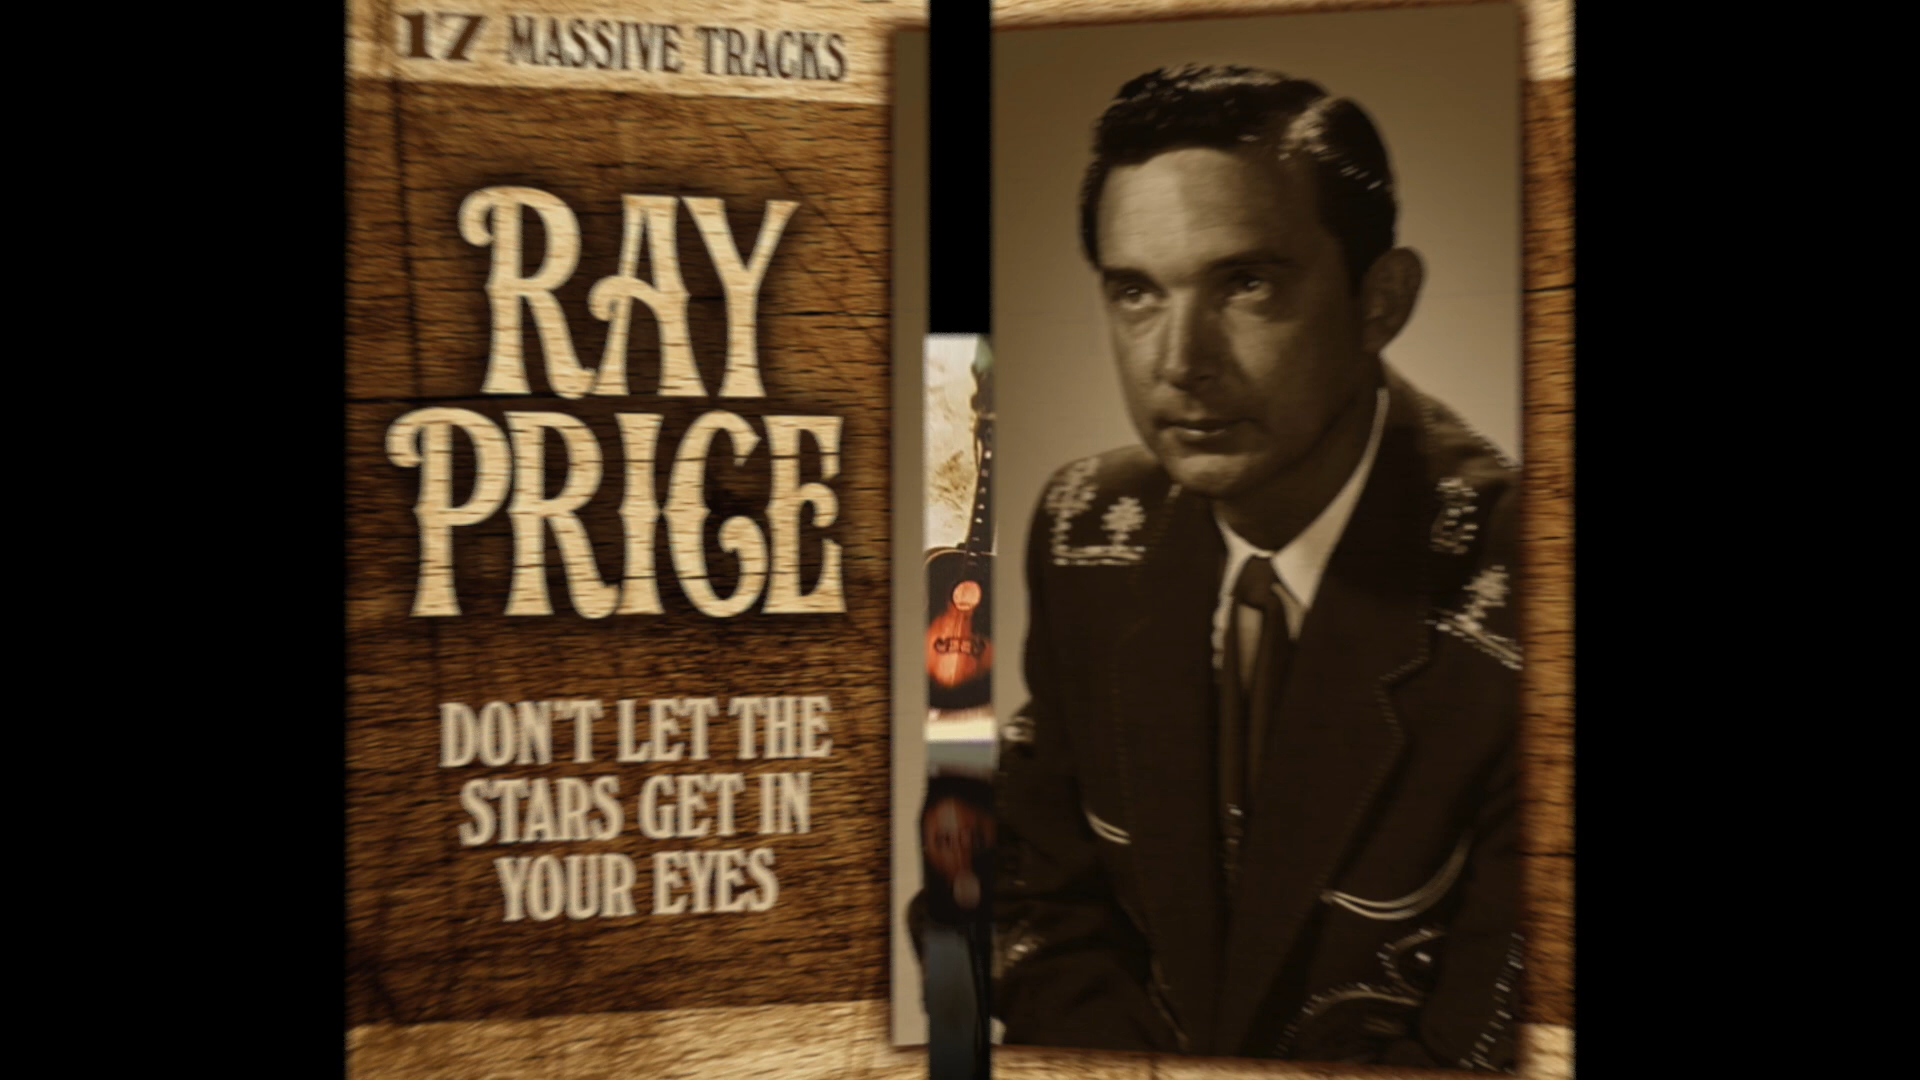 17 MASSIVE TRACKS
RAY
PRICE
DON'T LET THE
STARS GET IN
YOUR EYES